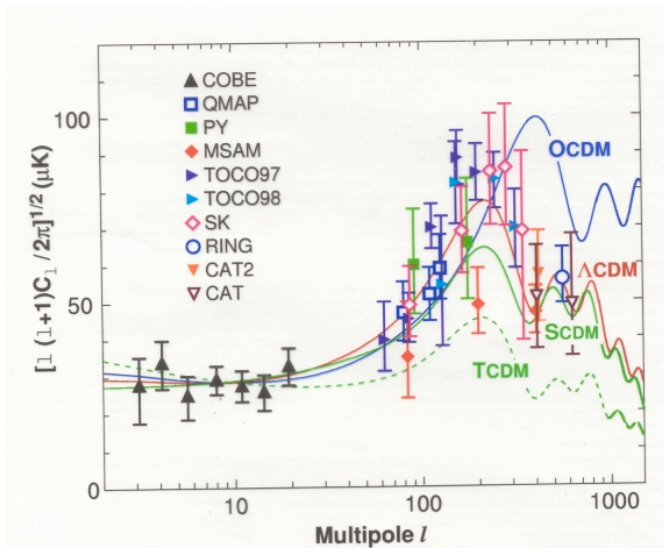 [l (l+1)C_l / 2π]^1/2 (μK)
100
50
0
COBE
QMAP
PY
MSAM
TOCO97
TOCO98
SK
RING
CAT2
CAT
OCDM
ΛCDM
SCDM
TCDM
10
100
1000
Multipole l